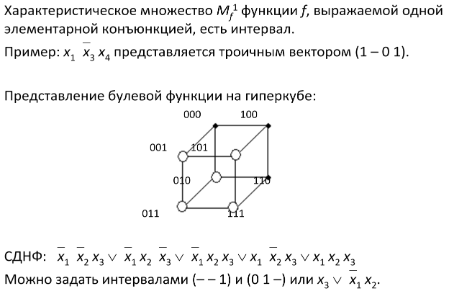 Характеристическое множество M_f^1 функции f, выражаемой одной
элементарной конъюнкцией, есть интервал.
Пример: x₁ x̅₃ x₄ представляется троичным вектором (1 – 0 1).
Представление булевой функции на гиперкубе:
000 100
001 101
010 110
011 111
СДНФ: x̅₁ x̅₂ x₃ ∨ x̅₁ x₂ x̅₃ ∨ x̅₁ x₂ x₃ ∨ x₁ x̅₂ x₃ ∨ x₁ x₂ x₃
Можно задать интервалами (– – 1) и (0 1 –) или x₃ ∨ x̅₁ x₂.